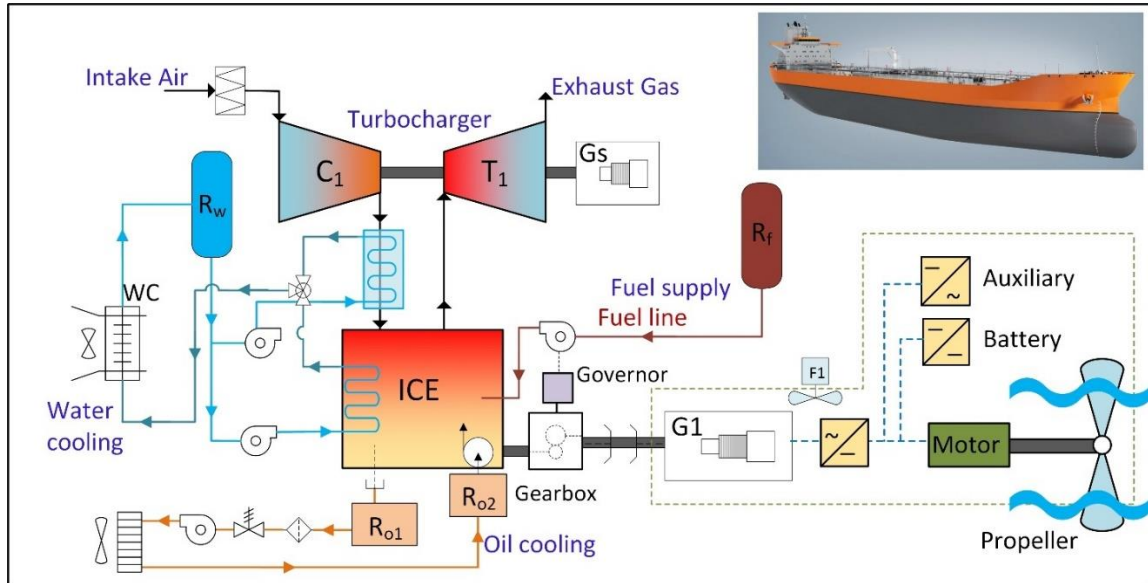 Intake Air
Exhaust Gas
Turbocharger
C1
T1
Gs
Rw
Rf
WC
Fuel supply
Fuel line
Auxiliary
Battery
F1
Governor
ICE
Water
cooling
G1
Motor
Gearbox
Ro1
Ro2
Oil cooling
Propeller